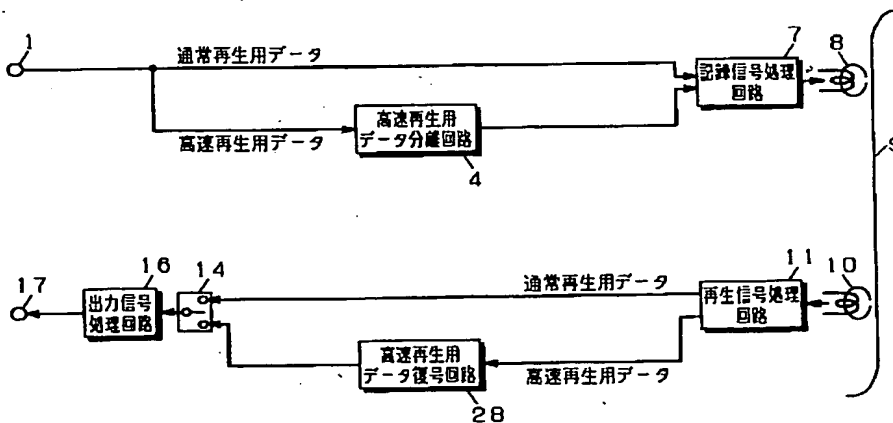 1
通常再生用データ
7
8
記録信号処理
回路
高速再生用
データ分離回路
高速再生用データ
4
9
17
16
14
11
10
通常再生用データ
出力信号
処理回路
再生信号処理
回路
高速再生用
データ復号回路
高速再生用データ
28